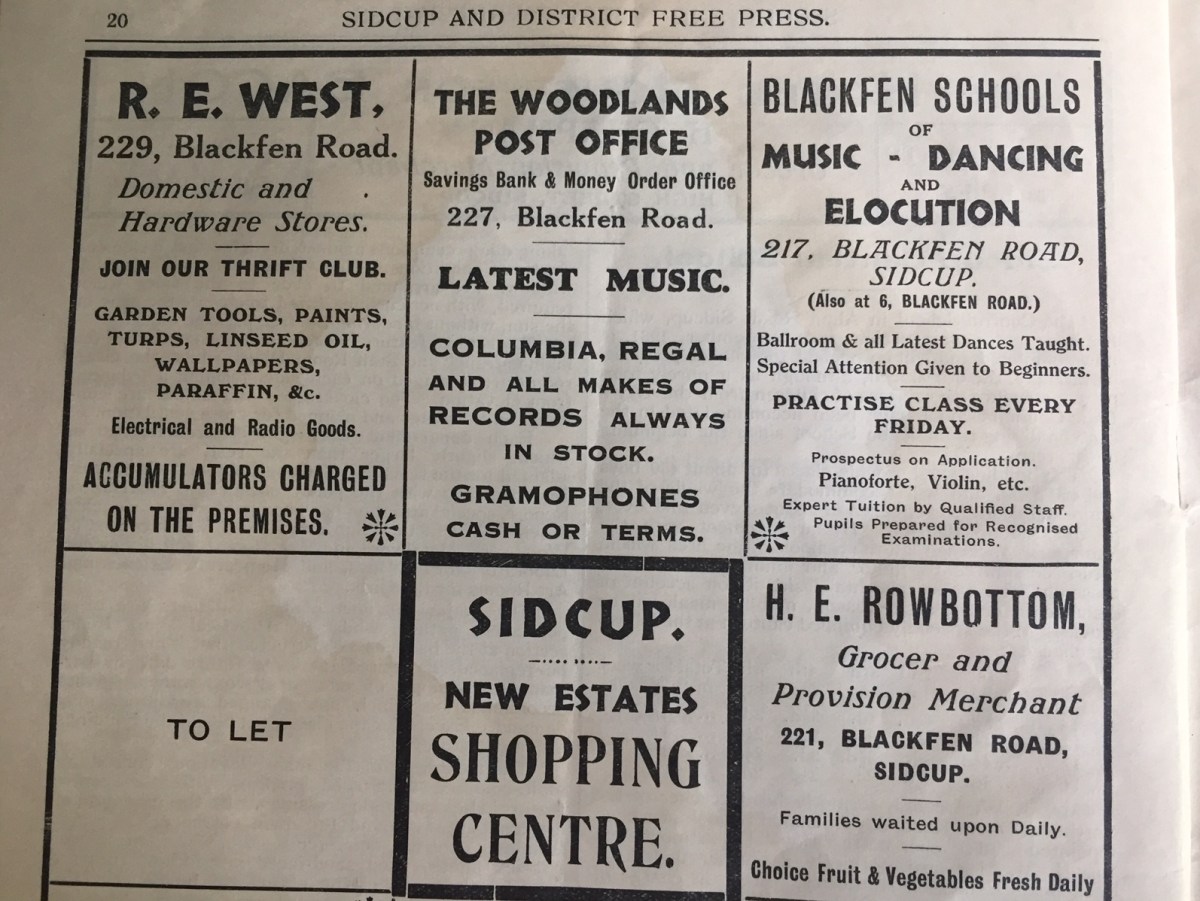 20
SIDCUP AND DISTRICT FREE PRESS.
R. E. WEST,
229, Blackfen Road.
Domestic and
Hardware Stores.
JOIN OUR THRIFT CLUB.
GARDEN TOOLS, PAINTS,
TURPS, LINSEED OIL,
WALLPAPERS,
PARAFFIN, &c.
Electrical and Radio Goods.
ACCUMULATORS CHARGED
ON THE PREMISES.
THE WOODLANDS
POST OFFICE
Savings Bank & Money Order Office
227, Blackfen Road.
LATEST MUSIC.
COLUMBIA, REGAL
AND ALL MAKES OF
RECORDS ALWAYS
IN STOCK.
GRAMOPHONES
CASH OR TERMS.
BLACKFEN SCHOOLS
OF
MUSIC - DANCING
AND
ELOCUTION
217, BLACKFEN ROAD,
SIDCUP.
(Also at 6, BLACKFEN ROAD.)
Ballroom & all Latest Dances Taught.
Special Attention Given to Beginners.
PRACTISE CLASS EVERY
FRIDAY.
Prospectus on Application.
Pianoforte, Violin, etc.
Expert Tuition by Qualified Staff.
Pupils Prepared for Recognised
Examinations.
TO LET
SIDCUP.
NEW ESTATES
SHOPPING
CENTRE.
H. E. ROWBOTTOM,
Grocer and
Provision Merchant
221, BLACKFEN ROAD,
SIDCUP.
Families waited upon Daily.
Choice Fruit & Vegetables Fresh Daily